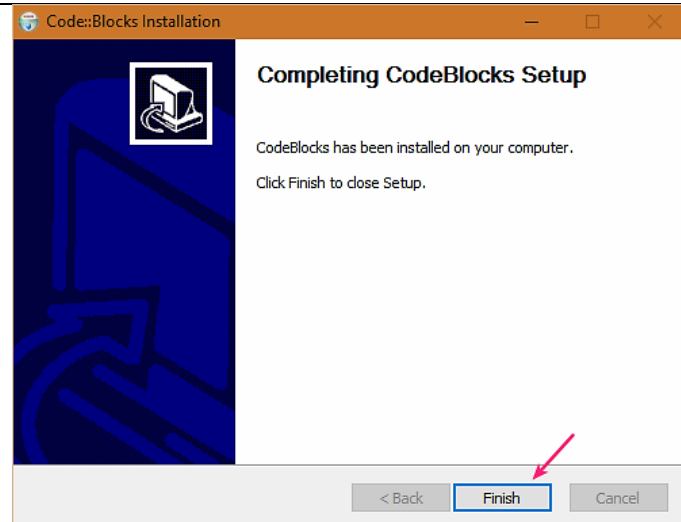 Code::Blocks Installation
Completing CodeBlocks Setup
CodeBlocks has been installed on your computer.
Click Finish to close Setup.
< Back
Finish
Cancel